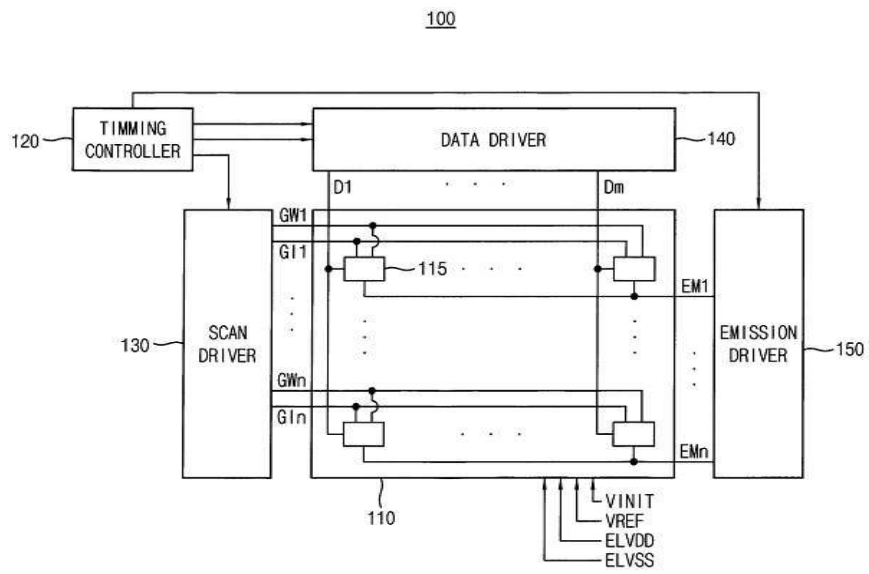 100
120
TIMMING
CONTROLLER
DATA DRIVER
140
D1
Dm
GW1
GI1
115
EM1
130
SCAN
DRIVER
EMISSION
DRIVER
150
GWn
GIn
EMn
110
VINIT
VREF
ELVDD
ELVSS